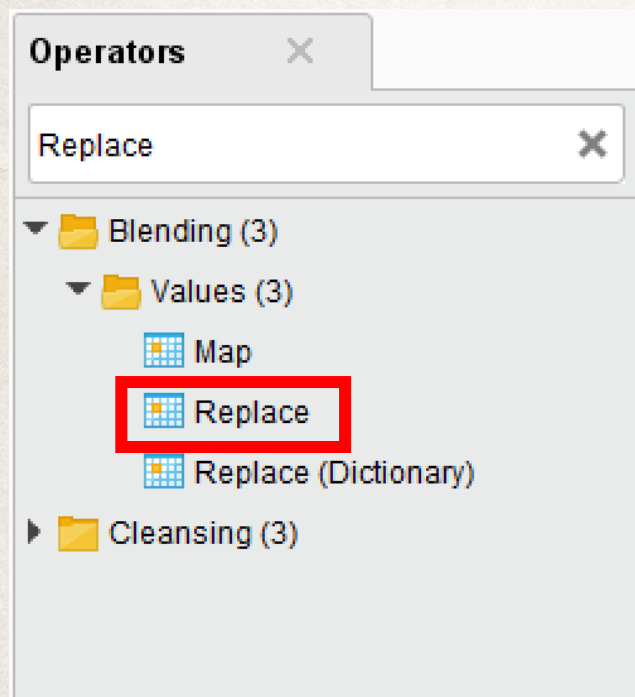 Operators
Replace
Blending (3)
Values (3)
Map
Replace
Replace (Dictionary)
Cleansing (3)